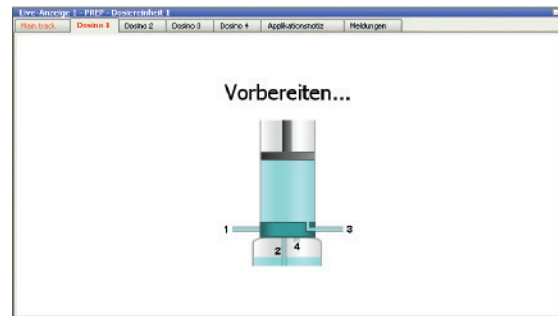 Live-Anzeige 1 - PREP - Dosiereinheit 1
Main track Dosino 1 Dosino 2 Dosino 3 Dosino 4 Applikationsnotiz Meldungen
Vorbereiten...
1 3
2 4